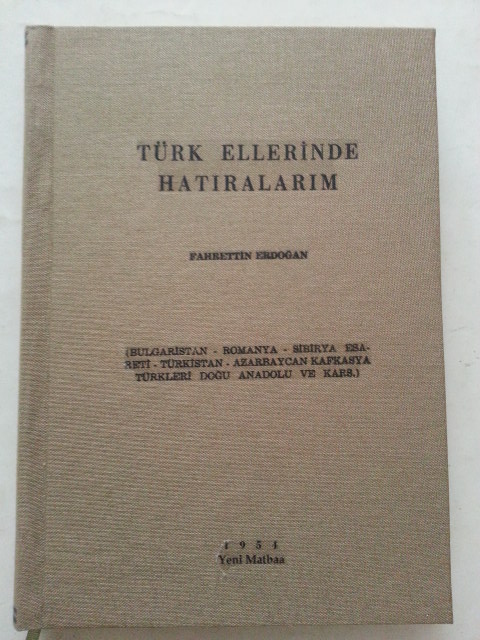 TÜRK ELLERİNDE
HATIRALARIM
FAHRETTİN ERDOĞAN
(BULGARİSTAN - ROMANYA - SİBİRYA ESA-
RETİ - TÜRKİSTAN - AZARBAYCAN KAFKASYA
TÜRKLERİ DOĞU ANADOLU VE KARS.)
1954
Yeni Matbaa